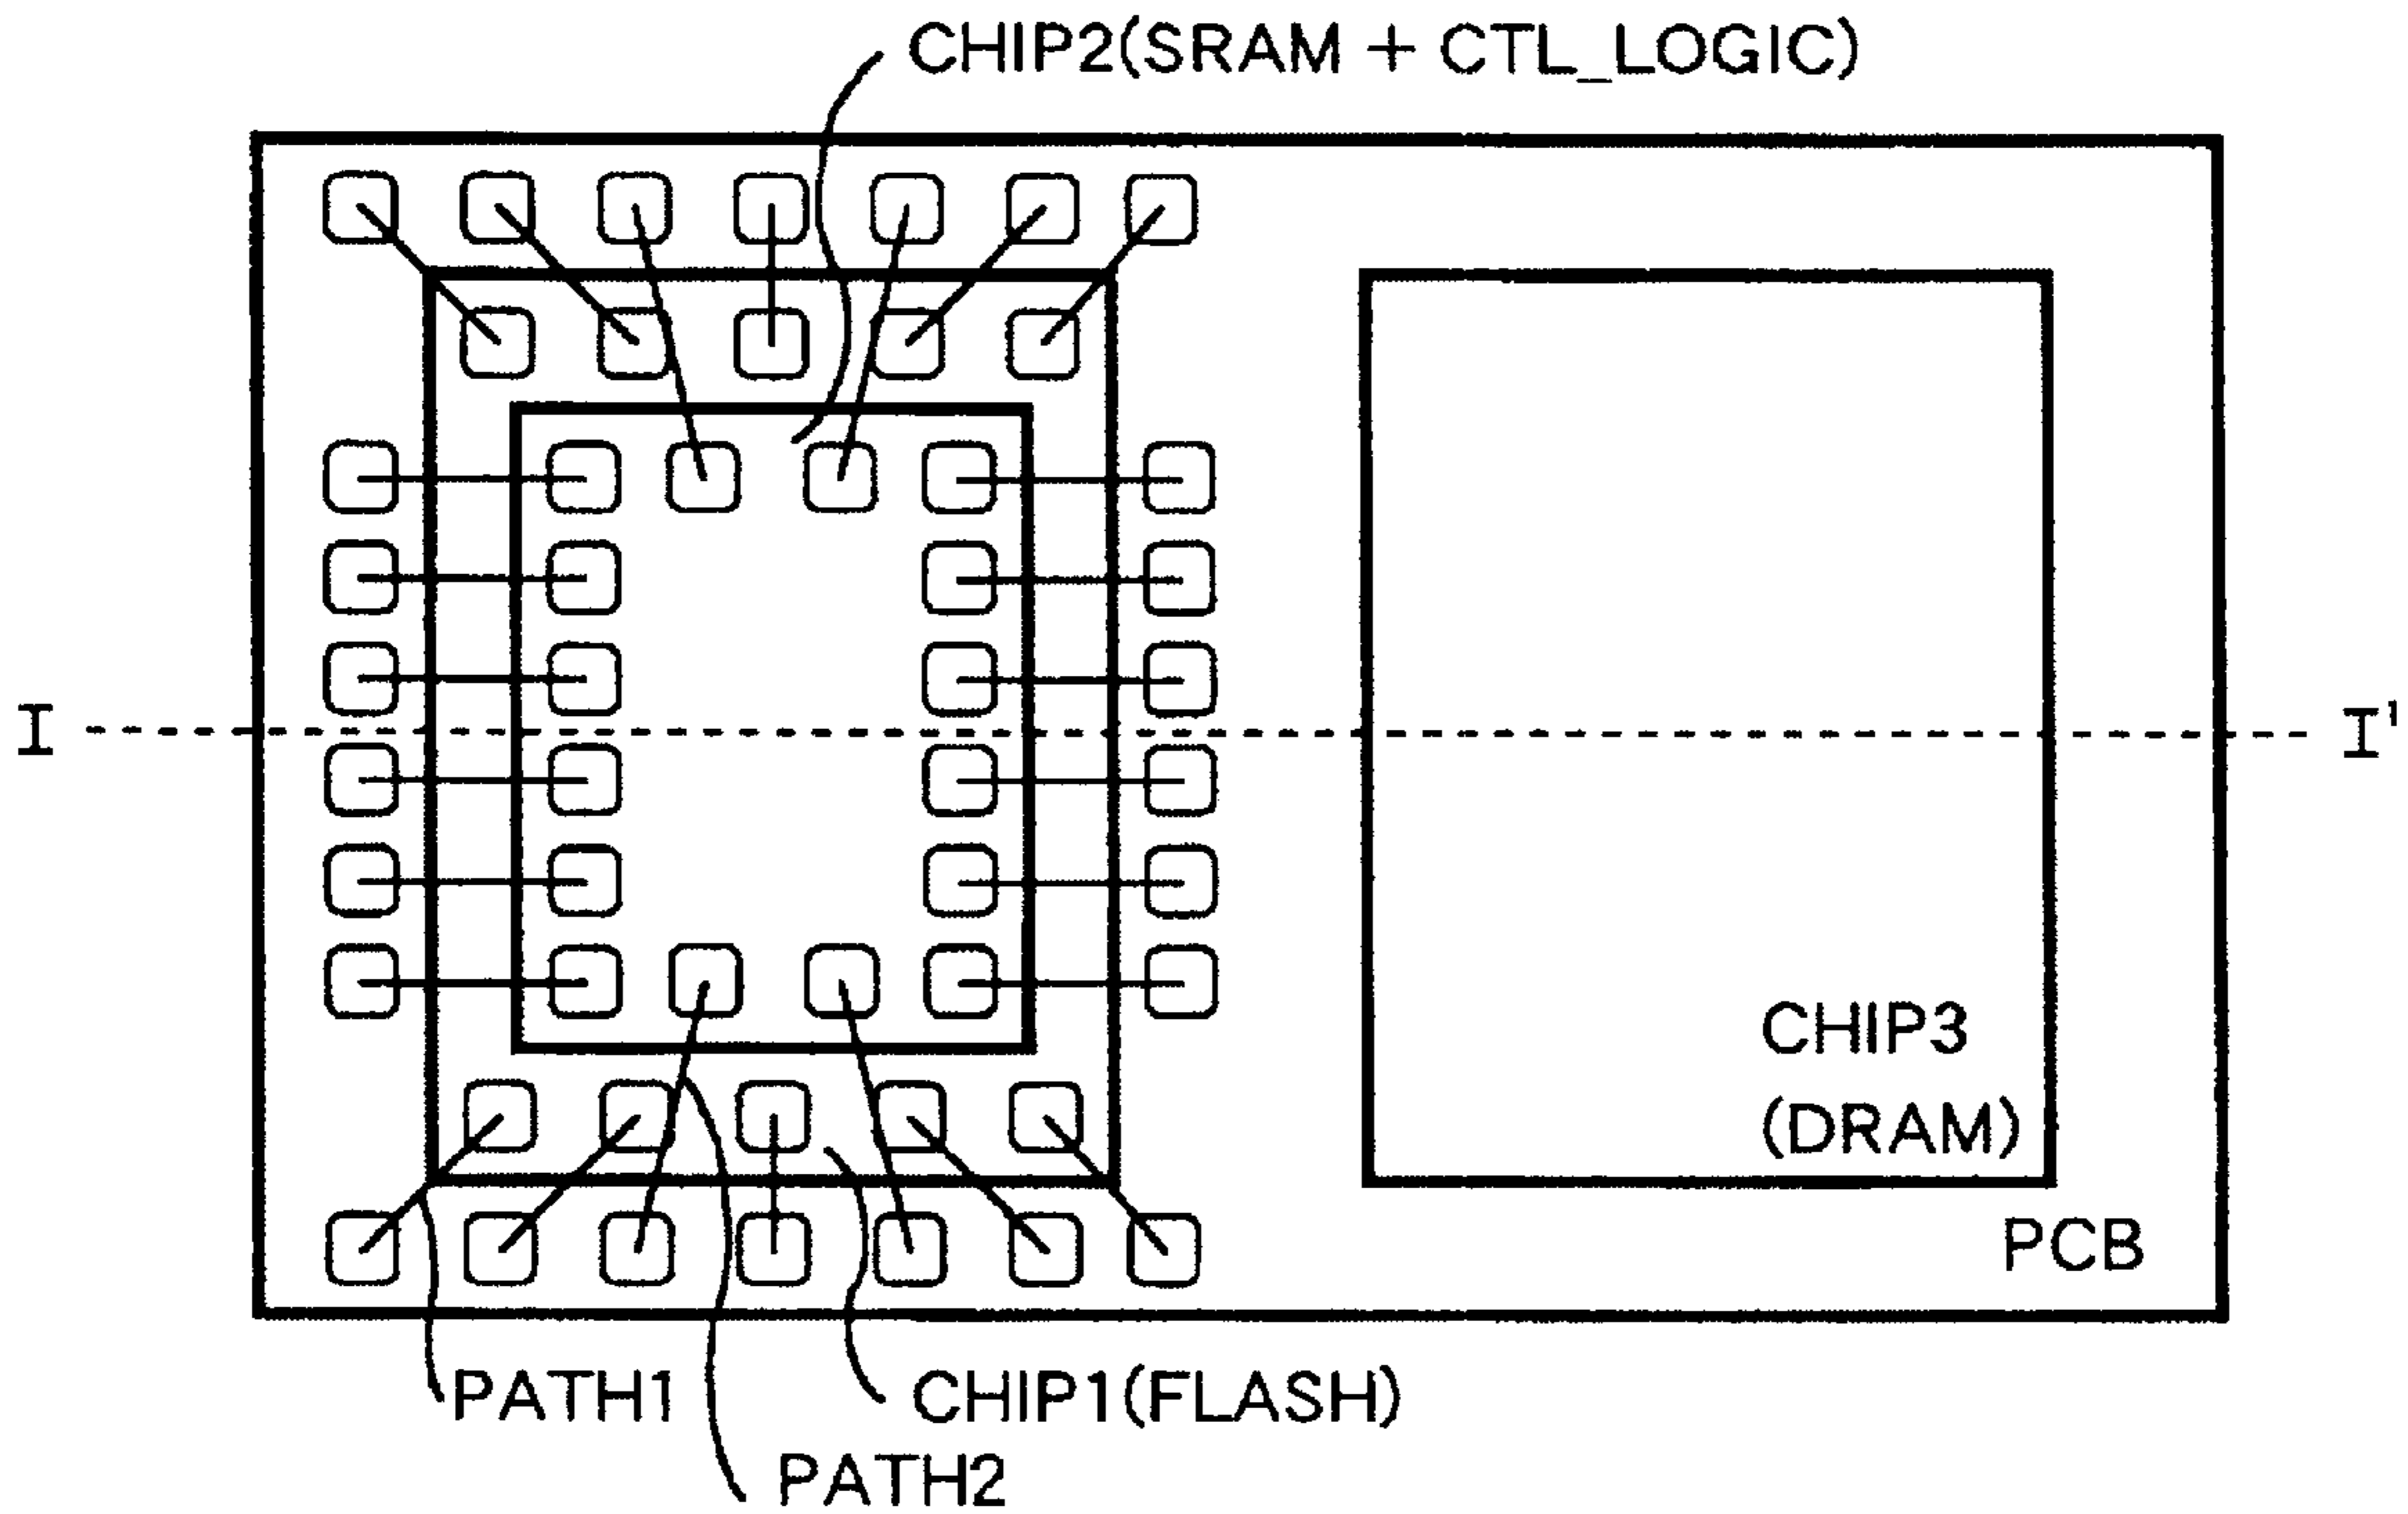 CHIP2(SRAM + CTL_LOGIC)
I
I'
CHIP3
(DRAM)
PCB
PATH1
CHIP1(FLASH)
PATH2